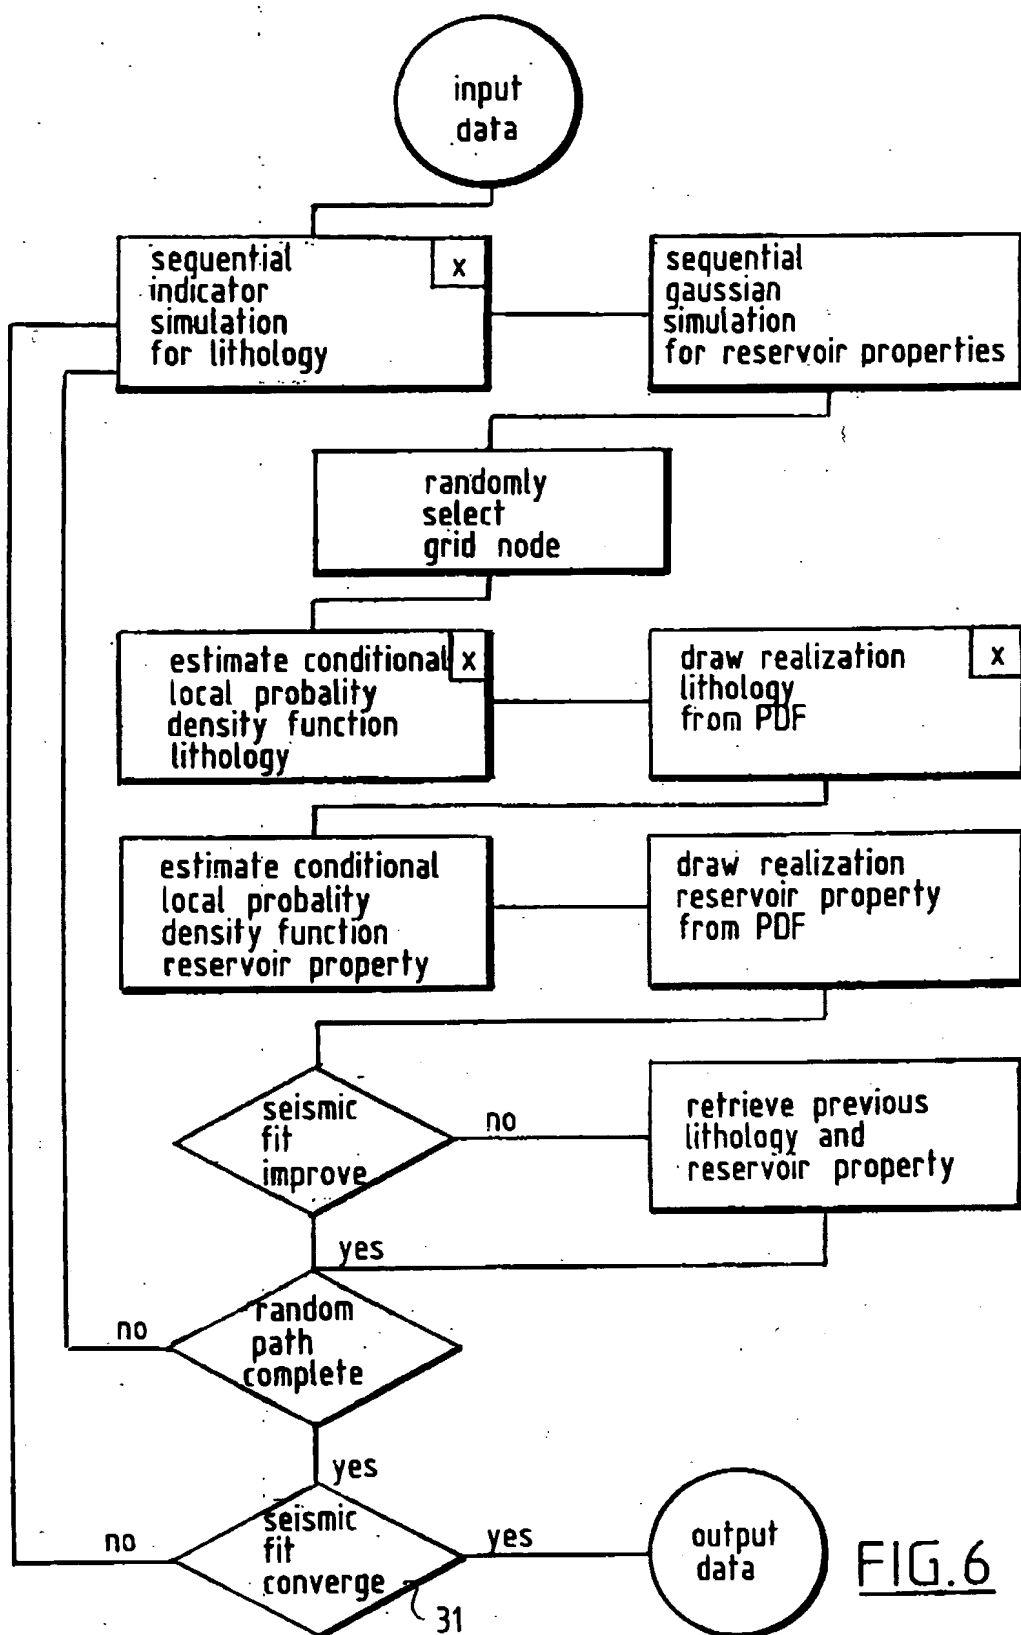 input
data
sequential
indicator
simulation
for lithology
x
sequential
gaussian
simulation
for reservoir properties
randomly
select
grid node
estimate conditional
local probality
density function
lithology
x
draw realization
lithology
from PDF
x
estimate conditional
local probality
density function
reservoir property
draw realization
reservoir property
from PDF
seismic
fit
improve
no
retrieve previous
lithology and
reservoir property
yes
random
path
complete
no
yes
seismic
fit
converge
no
yes
31
output
data
FIG.6